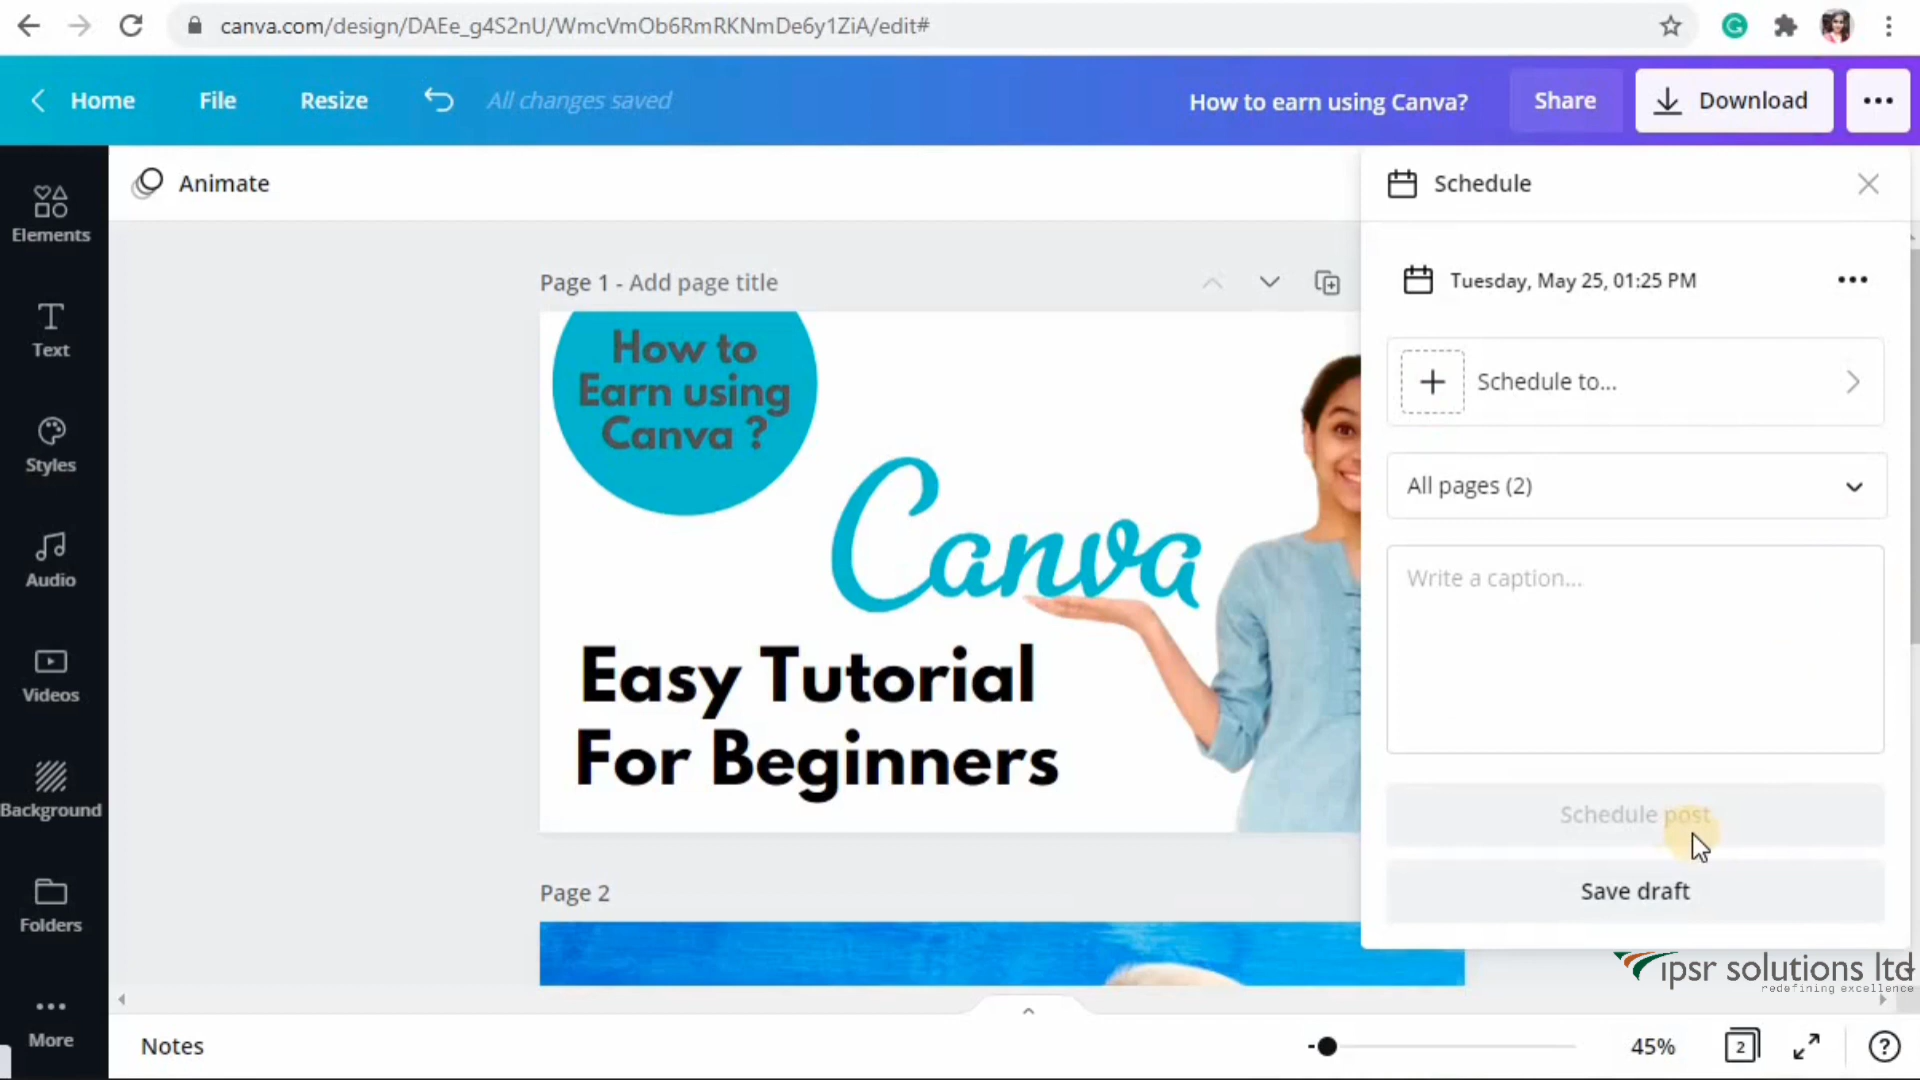 canva.com/design/DAEe_g4S2nU/WmcVmOb6RmRKNmDe6y1ZiA/edit#
Home
File
Resize
All changes saved
How to earn using Canva?
Share
Download
Elements
Text
Styles
Audio
Videos
Background
Folders
More
Animate
Page 1 - Add page title
How to
Earn using
Canva ?
Canva
Easy Tutorial
For Beginners
Page 2
Schedule
Tuesday, May 25, 01:25 PM
Schedule to...
All pages (2)
Write a caption...
Schedule post
Save draft
ipsr solutions ltd
redefining excellence
Notes
45%
2